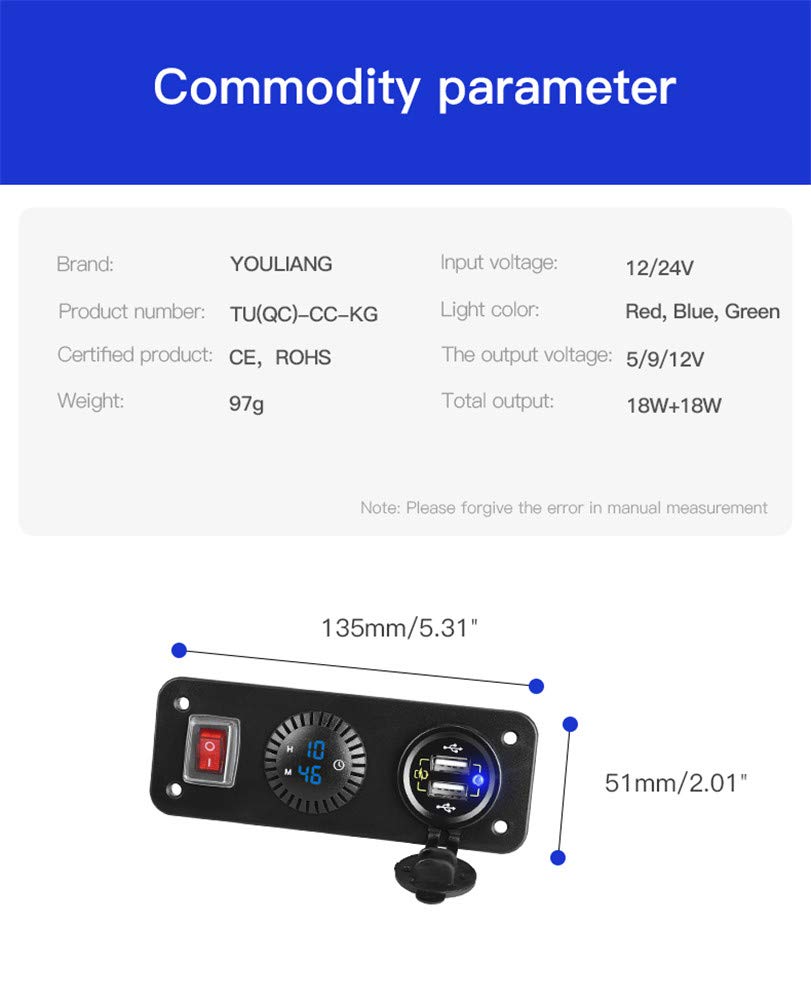 Commodity parameter
Brand: YOULIANG
Product number: TU(QC)-CC-KG
Certified product: CE, ROHS
Weight: 97g
Input voltage: 12/24V
Light color: Red, Blue, Green
The output voltage: 5/9/12V
Total output: 18W+18W
Note: Please forgive the error in manual measurement
135mm/5.31"
51mm/2.01"
H 10
M 46